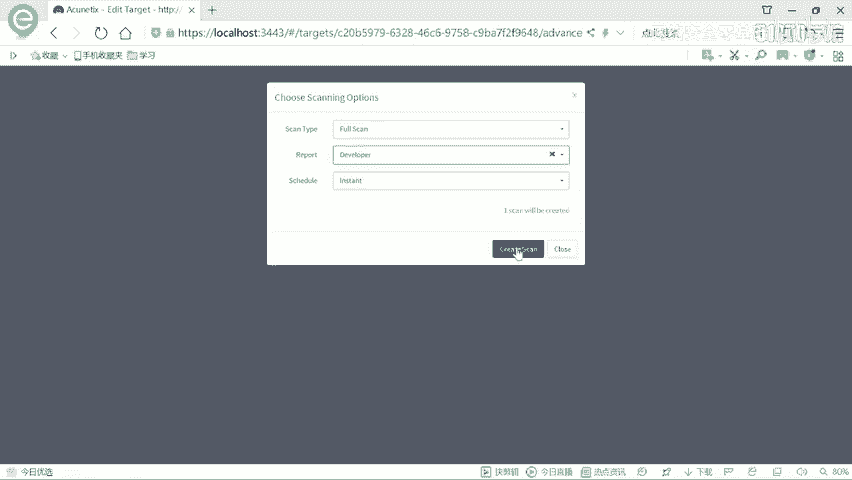 Acunetix - Edit Target - http:/
https://localhost:3443/#/targets/c20b5979-6328-46c6-9758-c9ba7f2f9648/advance
收藏 手机收藏夹 学习
Choose Scanning Options
Scan Type Full Scan
Report Developer
Schedule Instant
1 scan will be created
Create Scan Close
今日优选 快剪辑 今日直播 热点资讯 下载 80%